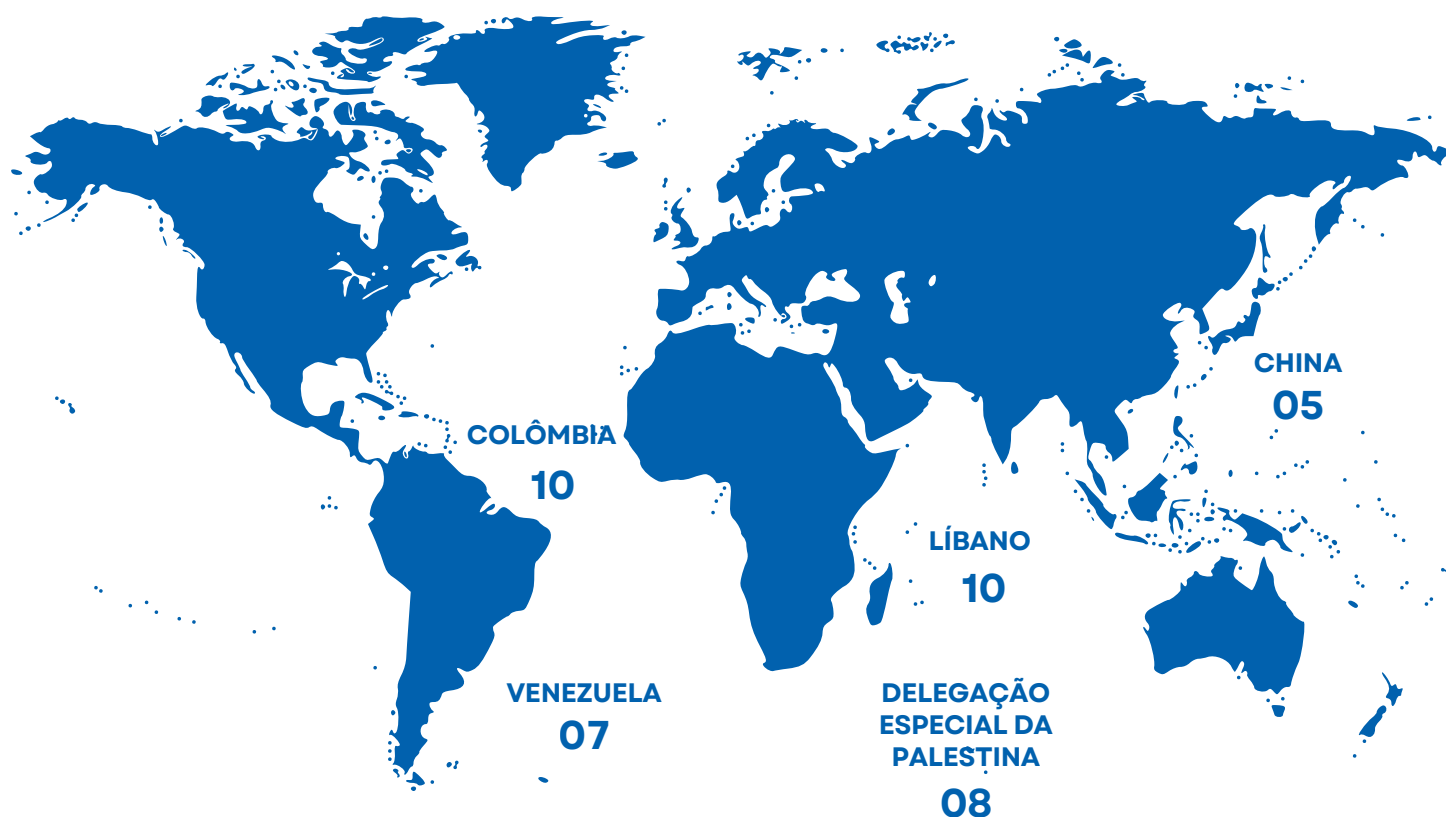 CHINA
05
COLÔMBIA
10
LÍBANO
10
VENEZUELA
07
DELEGAÇÃO
ESPECIAL DA
PALESTINA
08